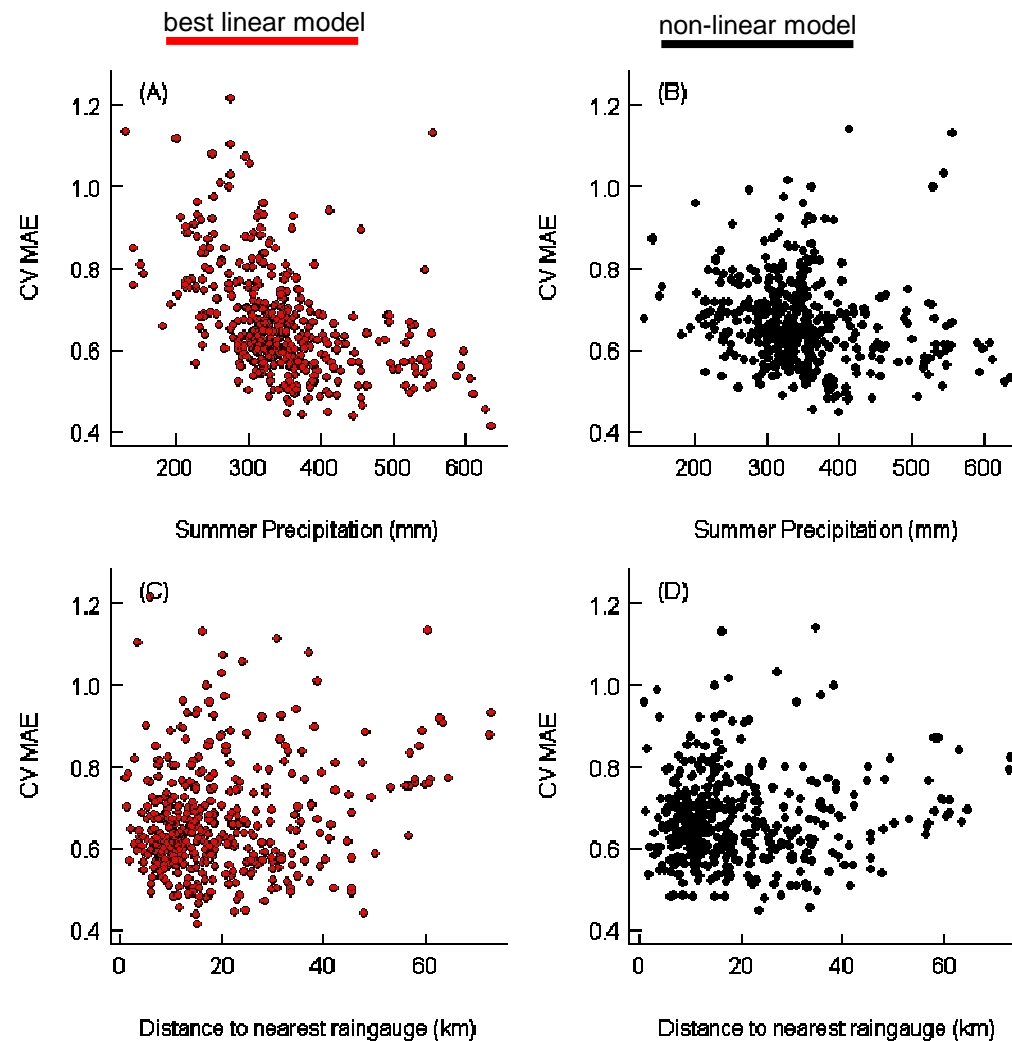 best linear model
non-linear model
(A)
CV MAE
1.2
1.0
0.8
0.6
0.4
200 300 400 500 600
Summer Precipitation (mm)
(B)
CV MAE
1.2
1.0
0.8
0.6
0.4
200 300 400 500 600
Summer Precipitation (mm)
(C)
CV MAE
1.2
1.0
0.8
0.6
0.4
0 20 40 60
Distance to nearest raingauge (km)
(D)
CV MAE
1.2
1.0
0.8
0.6
0.4
0 20 40 60
Distance to nearest raingauge (km)